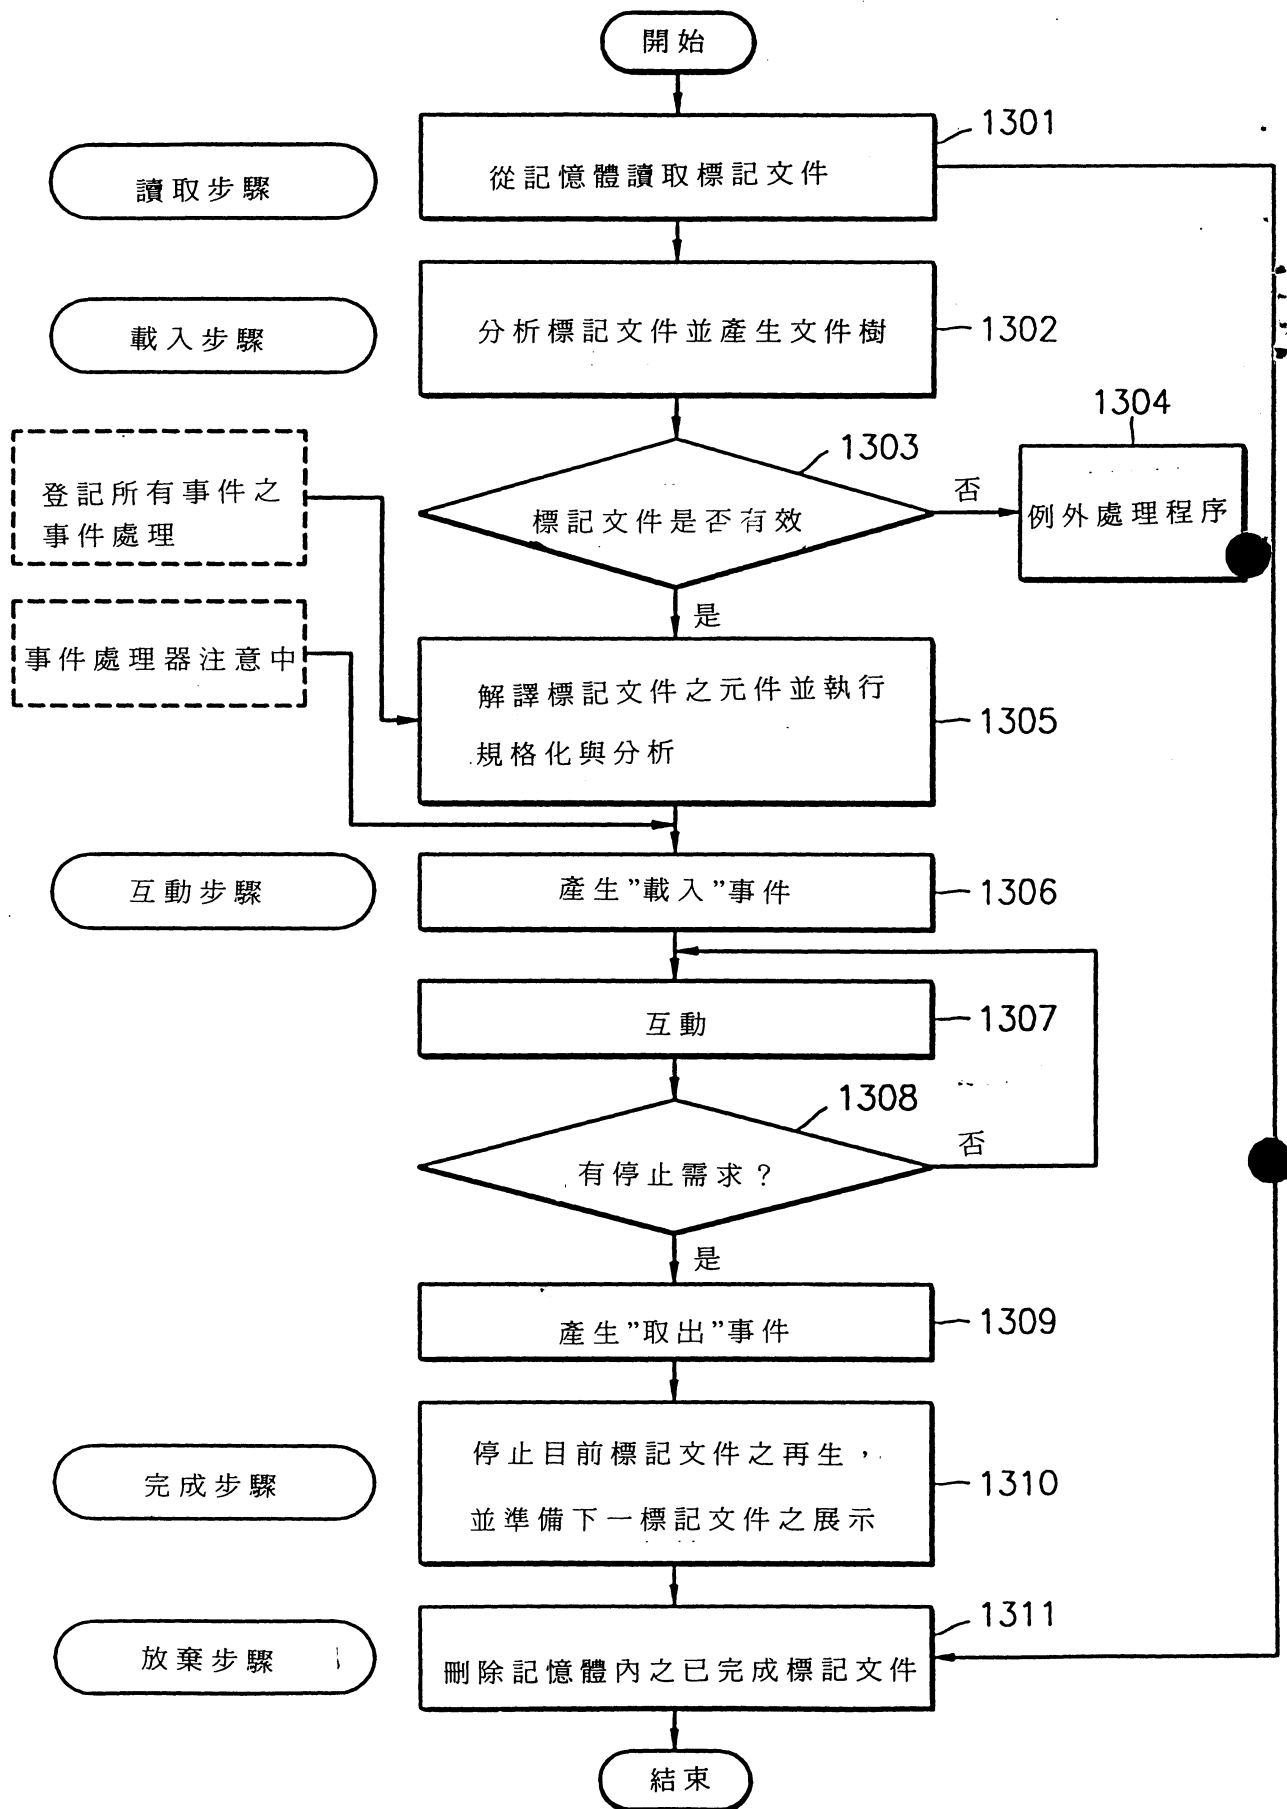 開始
1301
從記憶體讀取標記文件
讀取步驟
1302
分析標記文件並產生文件樹
載入步驟
1303
1304
標記文件是否有效
否
例外處理程序
登記所有事件之
事件處理
是
事件處理器注意中
解譯標記文件之元件並執行
規格化與分析
1305
互動步驟
產生”載入”事件
1306
互動
1307
1308
有停止需求?
否
是
產生”取出”事件
1309
完成步驟
停止目前標記文件之再生,
並準備下一標記文件之展示
1310
放棄步驟
1311
刪除記憶體內之已完成標記文件
結束